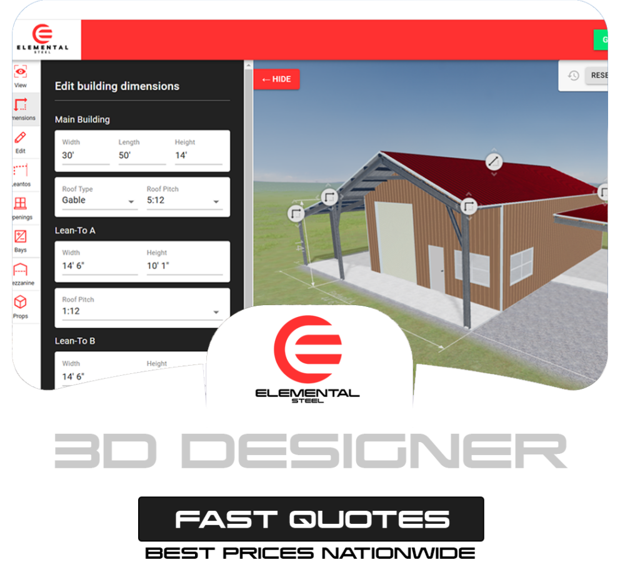 ELEMENTAL
STEEL
G
View
mensions
Edit
eantos
penings
Bays
ezzanine
Props
Edit building dimensions
Main Building
Width Length Height
30' 50' 14'
Roof Type Roof Pitch
Gable 5:12
Lean-To A
Width Height
14' 6" 10' 1"
Roof Pitch
1:12
Lean-To B
Width Height
14' 6"
← HIDE
RESE
ELEMENTAL
STEEL
3D DESIGNER
FAST QUOTES
BEST PRICES NATIONWIDE